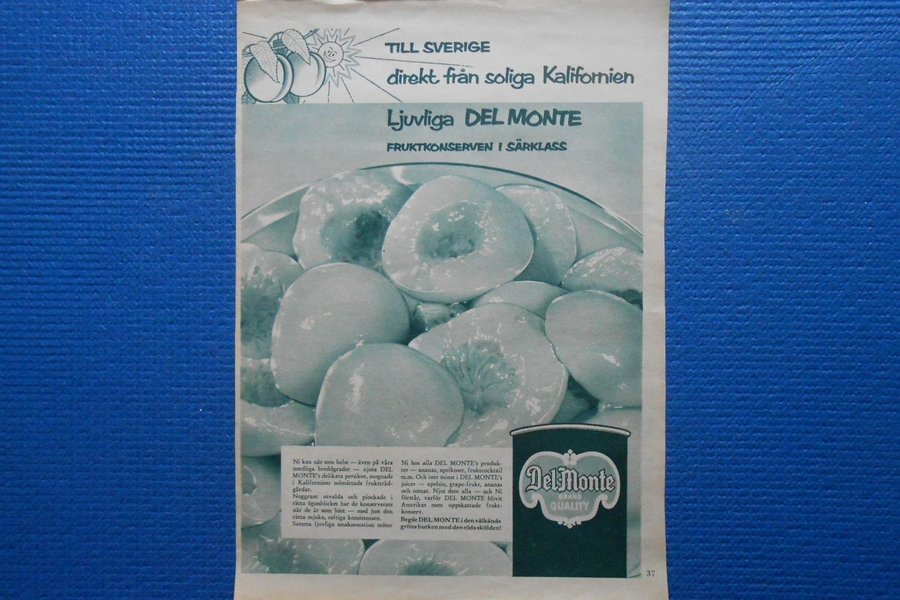 TILL SVERIGE
direkt från soliga Kalifornien
Ljuvliga DEL MONTE
FRUKTKONSERVEN I SÄRKLASS
Ni kan när som helst — även på våra
nordliga breddgrader — njuta DEL
MONTE's delikata persikor, mognade
i Kaliforniens solmättade fruktträd-
gårdar.
Noggrant utvalda och plockade i
rätta ögonblicket har de konserverats
när de är som bäst — med just den
rätta mjuka, saftiga konsistensen.
Samma ljuvliga smaksensation möter
Ni hos alla DEL MONTE's produk-
ter — ananas, aprikoser, fruktcocktail
m.m. Och inte minst i DEL MONTE's
juicer — apelsin, grape-frukt, ananas
och tomat. Njut dem alla — och Ni
förstår, varför DEL MONTE blivit
Amerikas mest uppskattade frukt-
konserv.
Begär DEL MONTE i den välkända
gröna burken med den röda skölden!
Del Monte
BRAND
QUALITY
37